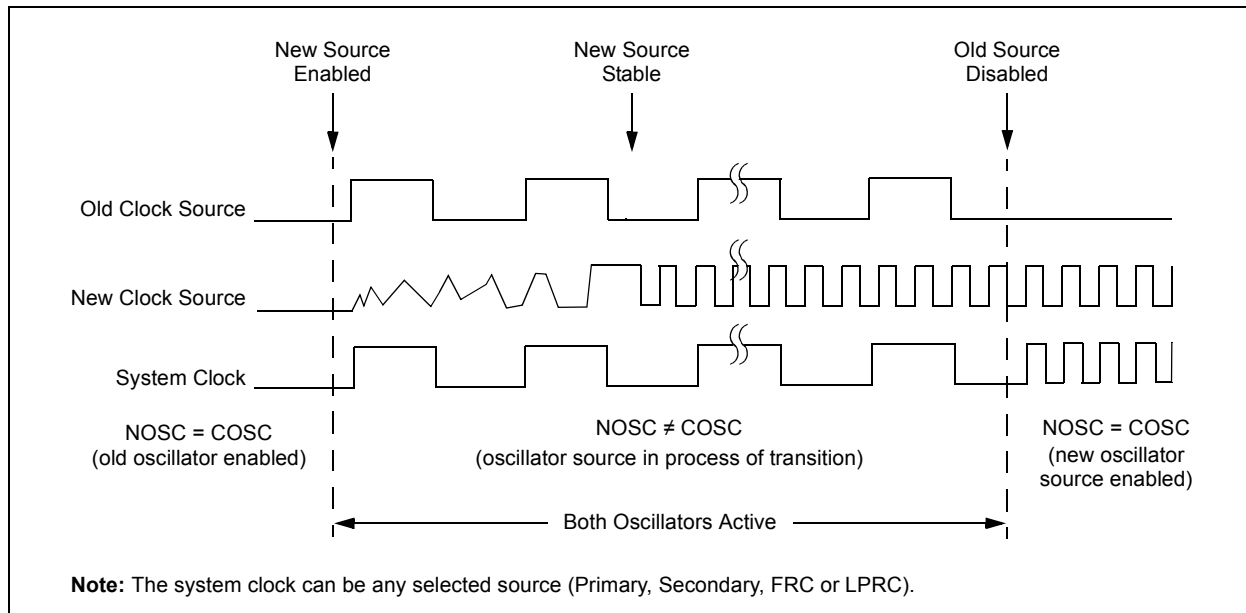 New Source
Enabled
New Source
Stable
Old Source
Disabled
Old Clock Source
New Clock Source
System Clock
NOSC = COSC
(old oscillator enabled)
NOSC ≠ COSC
(oscillator source in process of transition)
NOSC = COSC
(new oscillator
source enabled)
Both Oscillators Active
Note: The system clock can be any selected source (Primary, Secondary, FRC or LPRC).